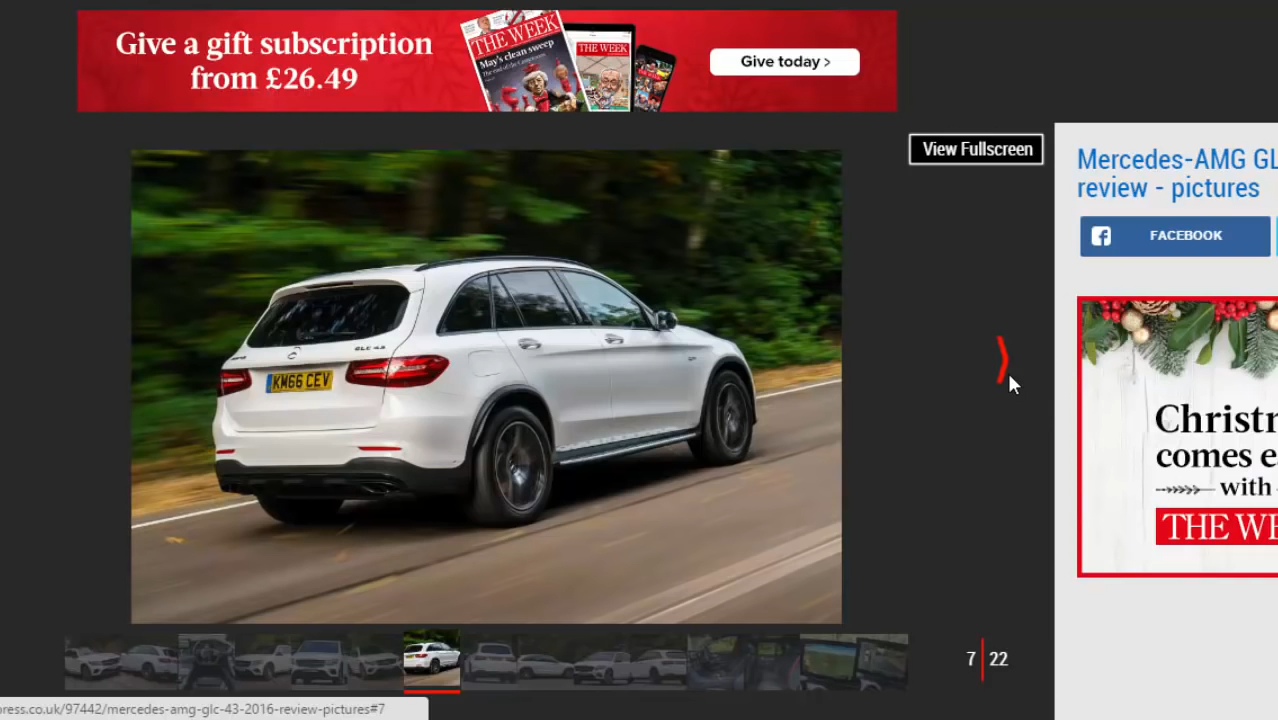 Give a gift subscription
from £26.49
THE WEEK
May's clean sweep
THE WEEK
Give today >
View Fullscreen
Mercedes-AMG GL
review - pictures
FACEBOOK
GLC 43
KM66 CEV
Christm
comes e
with
THE WE
7 22
press.co.uk/97442/mercedes-amg-glc-43-2016-review-pictures#7